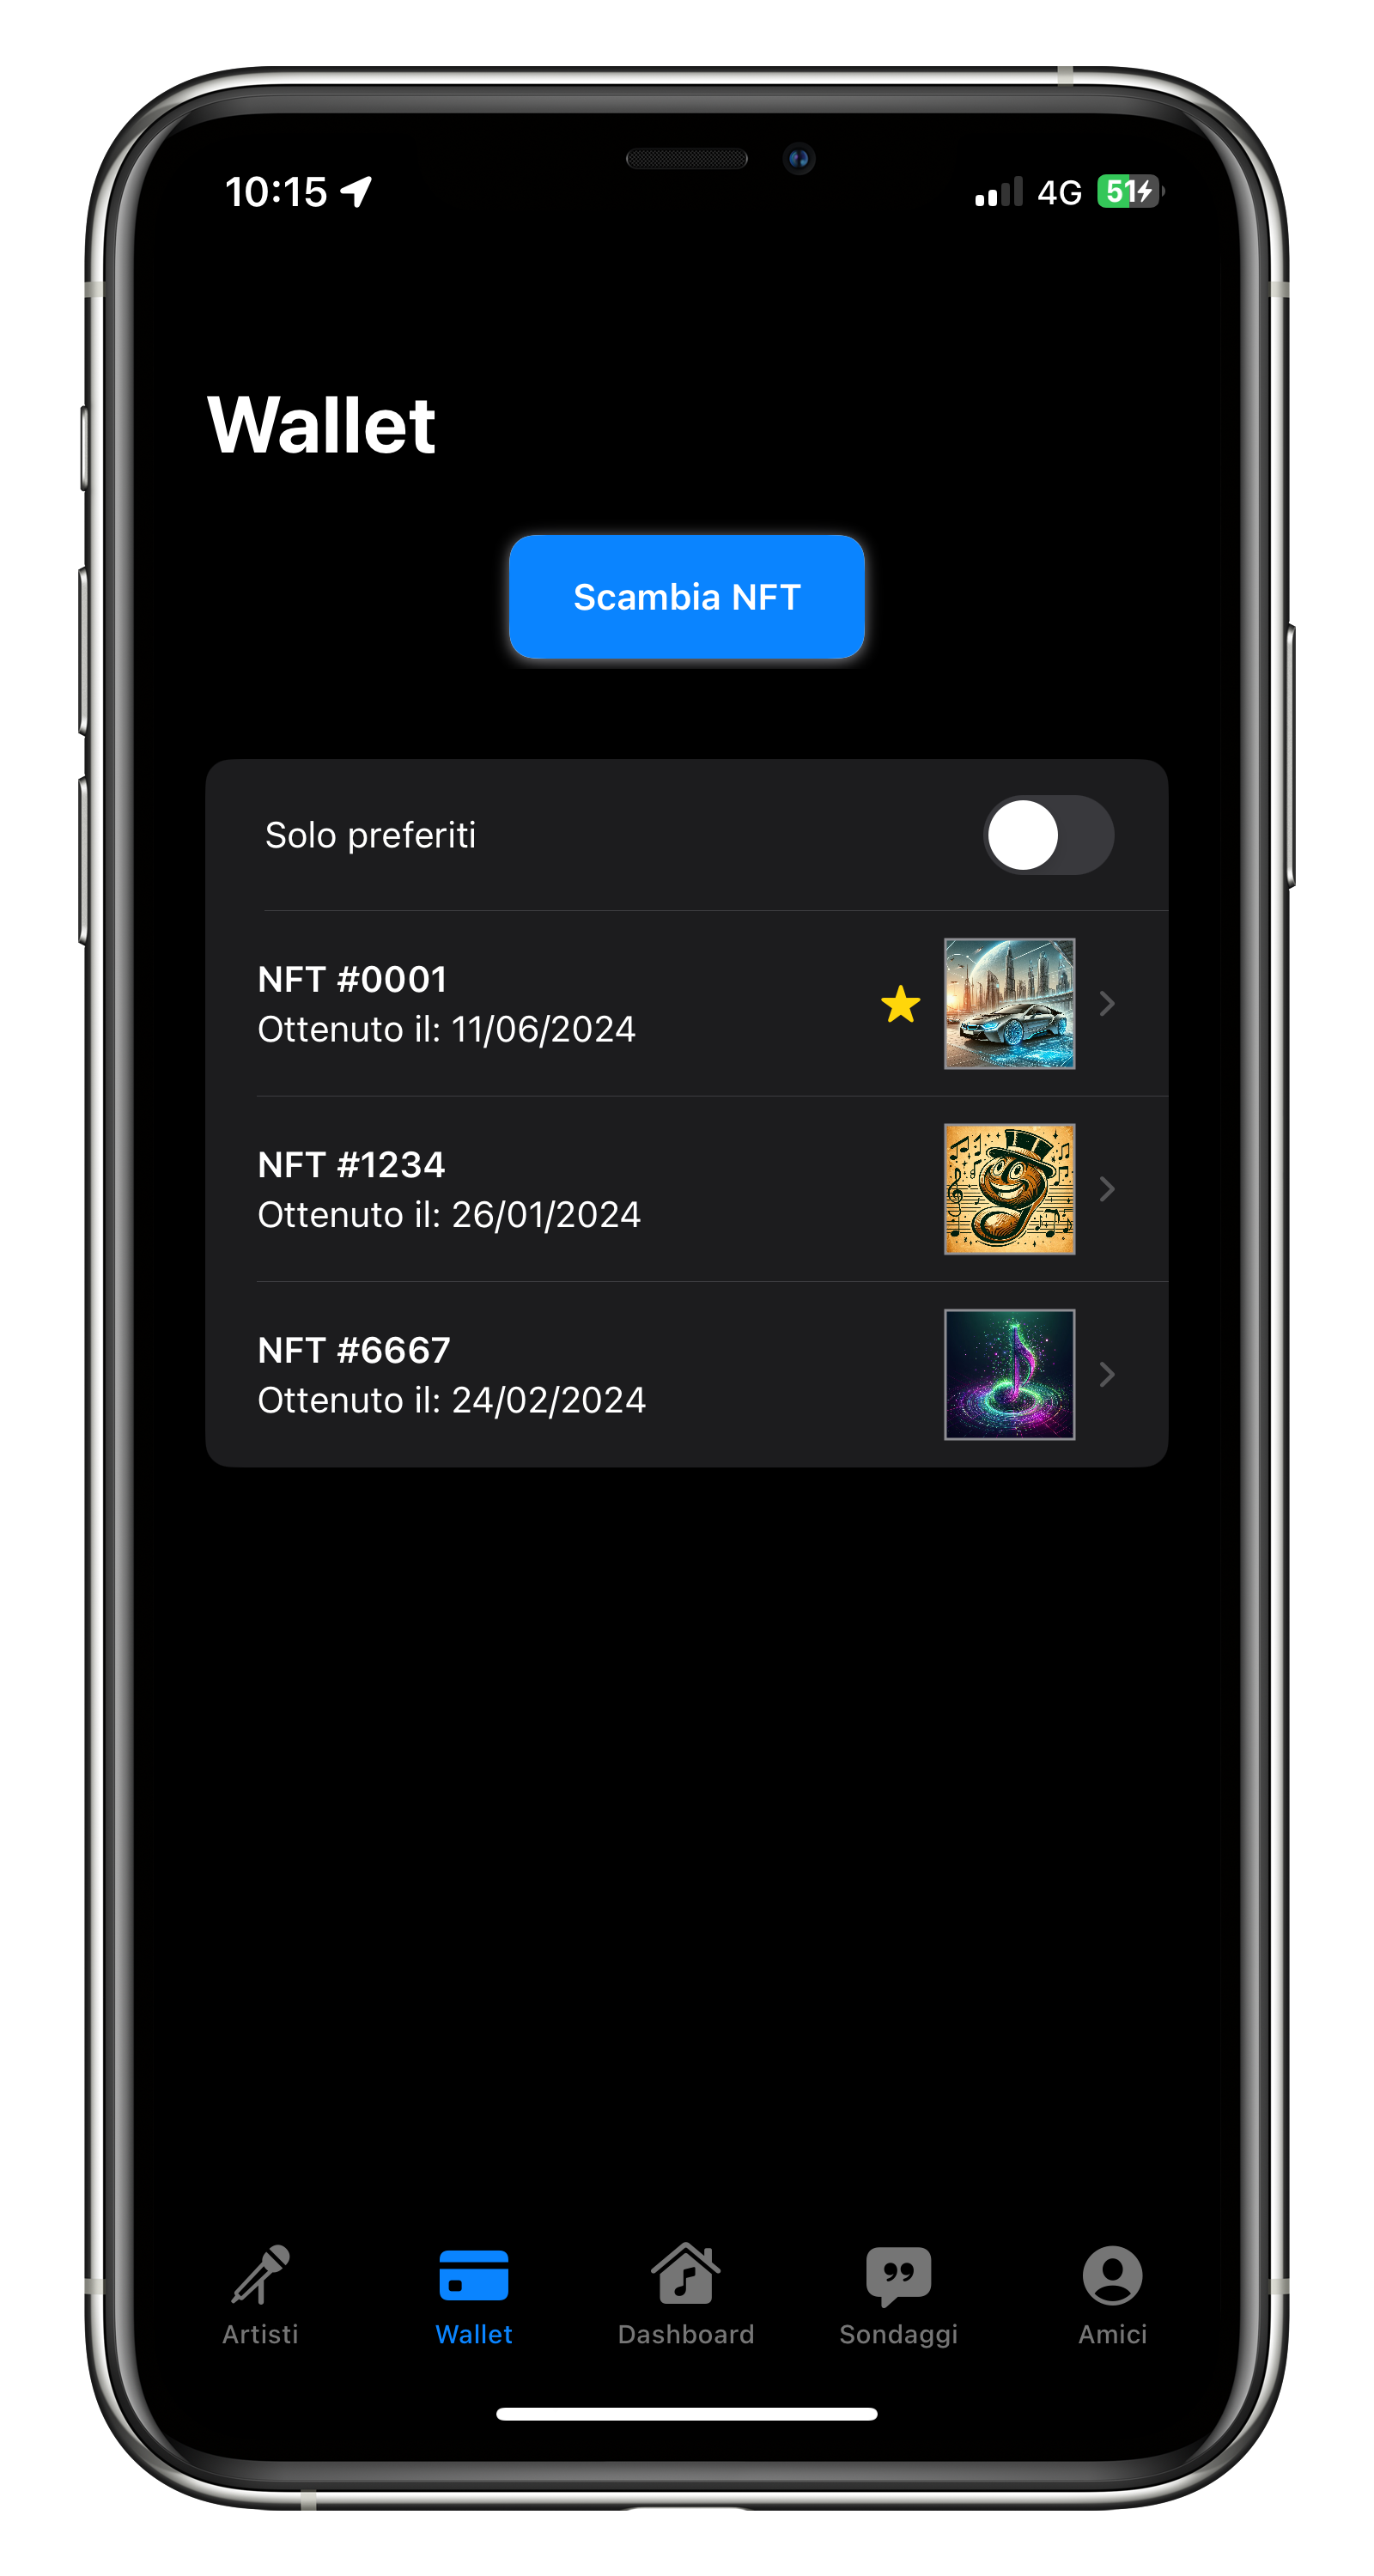 10:15
4G
51
Wallet
Scambia NFT
Solo preferiti
NFT #0001
Ottenuto il: 11/06/2024
NFT #1234
Ottenuto il: 26/01/2024
NFT #6667
Ottenuto il: 24/02/2024
Artisti
Wallet
Dashboard
Sondaggi
Amici